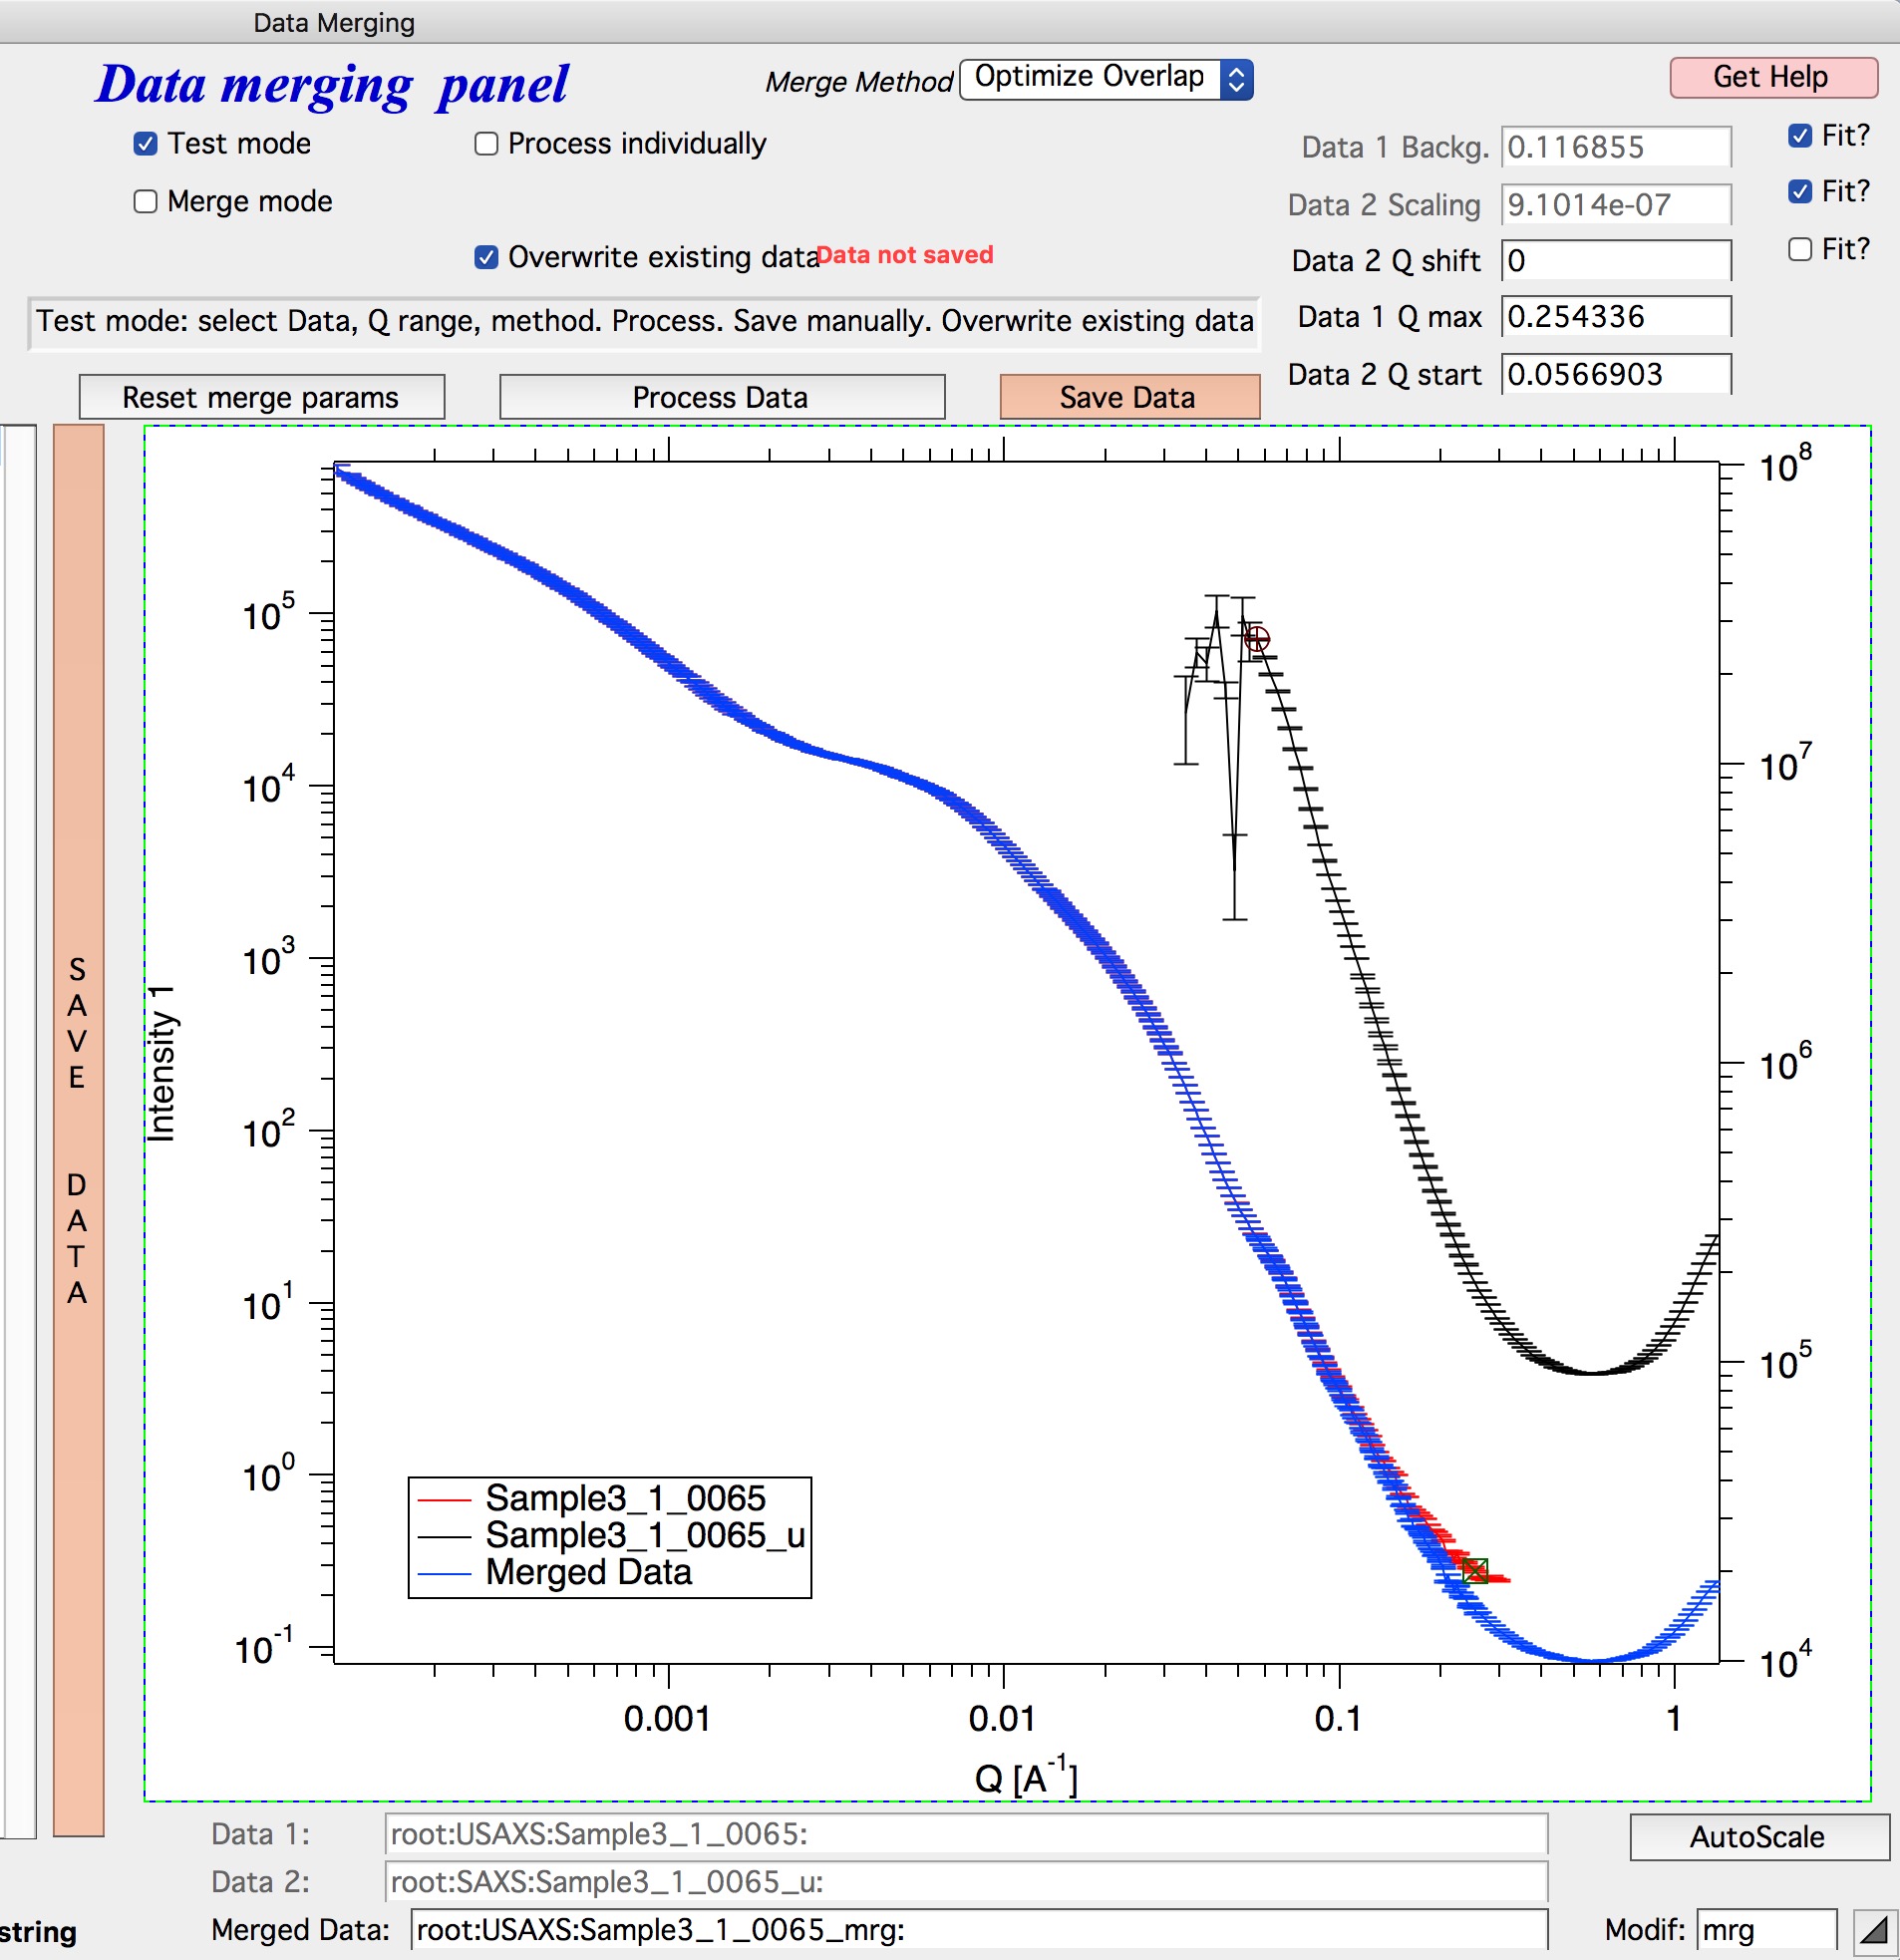 Data Merging
Data merging panel
Merge Method Optimize Overlap
Get Help
Test mode
Process individually
Merge mode
Overwrite existing data
Data not saved
Data 1 Backg. 0.116855 Fit?
Data 2 Scaling 9.1014e-07 Fit?
Data 2 Q shift 0 Fit?
Data 1 Q max 0.254336
Data 2 Q start 0.0566903
Test mode: select Data, Q range, method. Process. Save manually. Overwrite existing data
Reset merge params
Process Data
Save Data
SAVE DATA
Intensity 1
10^5
10^4
10^3
10^2
10^1
10^0
10^-1
10^8
10^7
10^6
10^5
10^4
Sample3_1_0065
Sample3_1_0065_u
Merged Data
0.001 0.01 0.1 1
Q [A^-1]
Data 1: root:USAXS:Sample3_1_0065:
AutoScale
Data 2: root:SAXS:Sample3_1_0065_u:
string
Merged Data: root:USAXS:Sample3_1_0065_mrg:
Modif: mrg